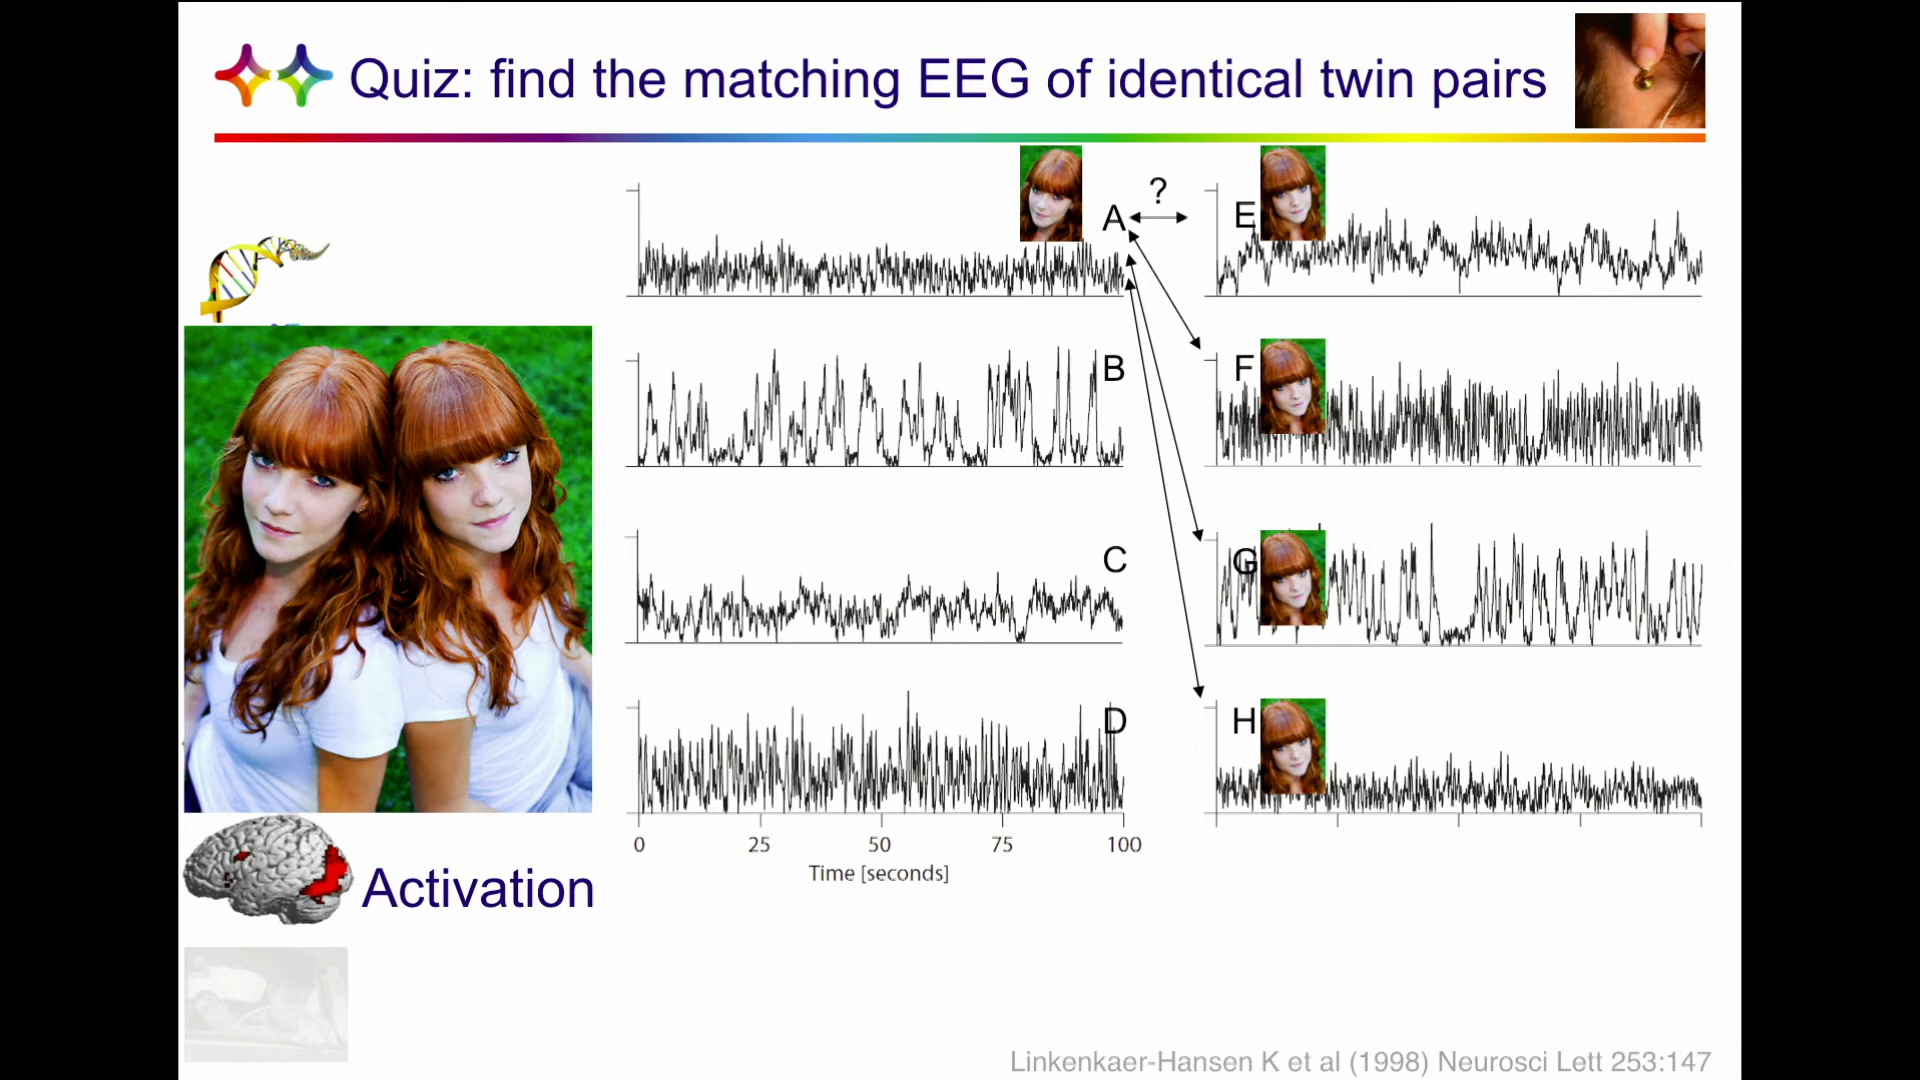 Quiz: find the matching EEG of identical twin pairs
A
?
E
B
F
C
G
D
H
0 25 50 75 100
Time [seconds]
Activation
Linkenkaer-Hansen K et al (1998) Neurosci Lett 253:147